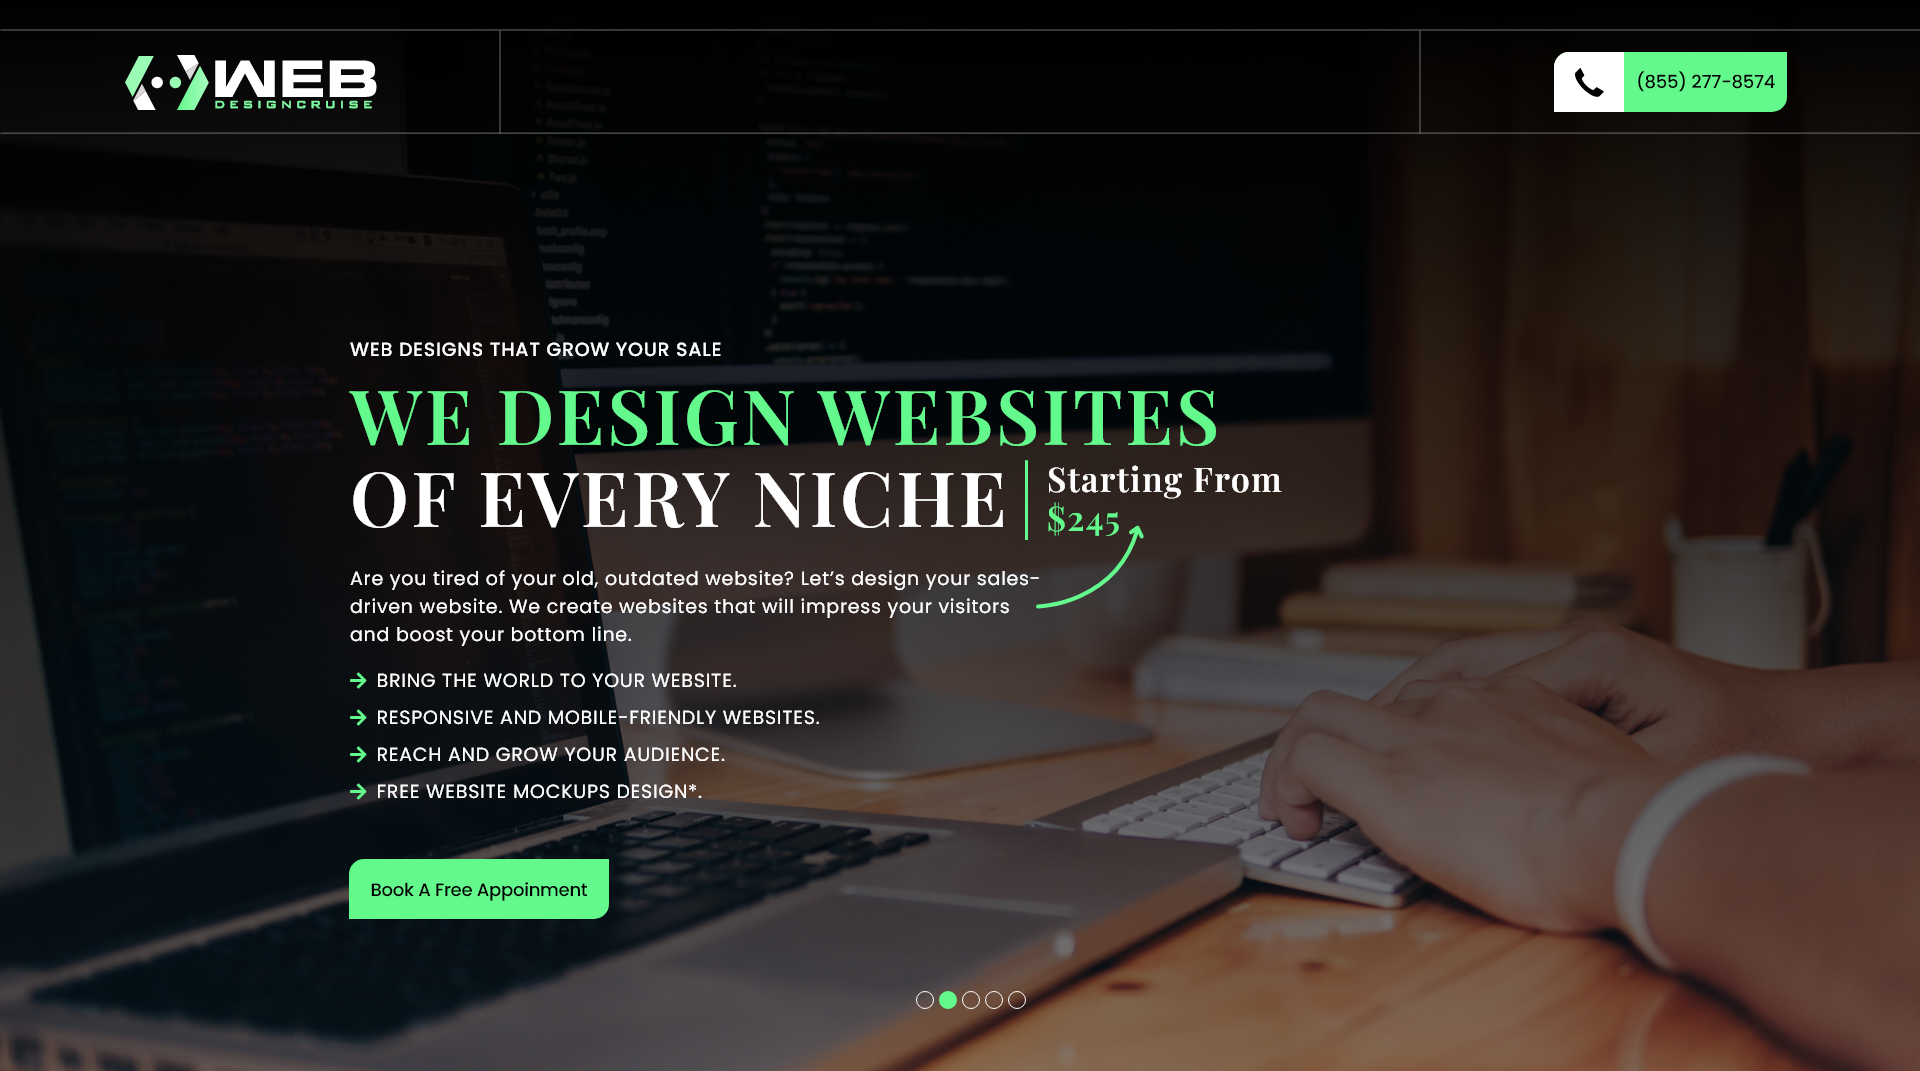 WEB
DESIGNCRUISE
(855) 277-8574
WEB DESIGNS THAT GROW YOUR SALE
WE DESIGN WEBSITES
OF EVERY NICHE
Starting From
$245
Are you tired of your old, outdated website? Let’s design your sales-
driven website. We create websites that will impress your visitors
and boost your bottom line.
BRING THE WORLD TO YOUR WEBSITE.
RESPONSIVE AND MOBILE-FRIENDLY WEBSITES.
REACH AND GROW YOUR AUDIENCE.
FREE WEBSITE MOCKUPS DESIGN*.
Book A Free Appoinment